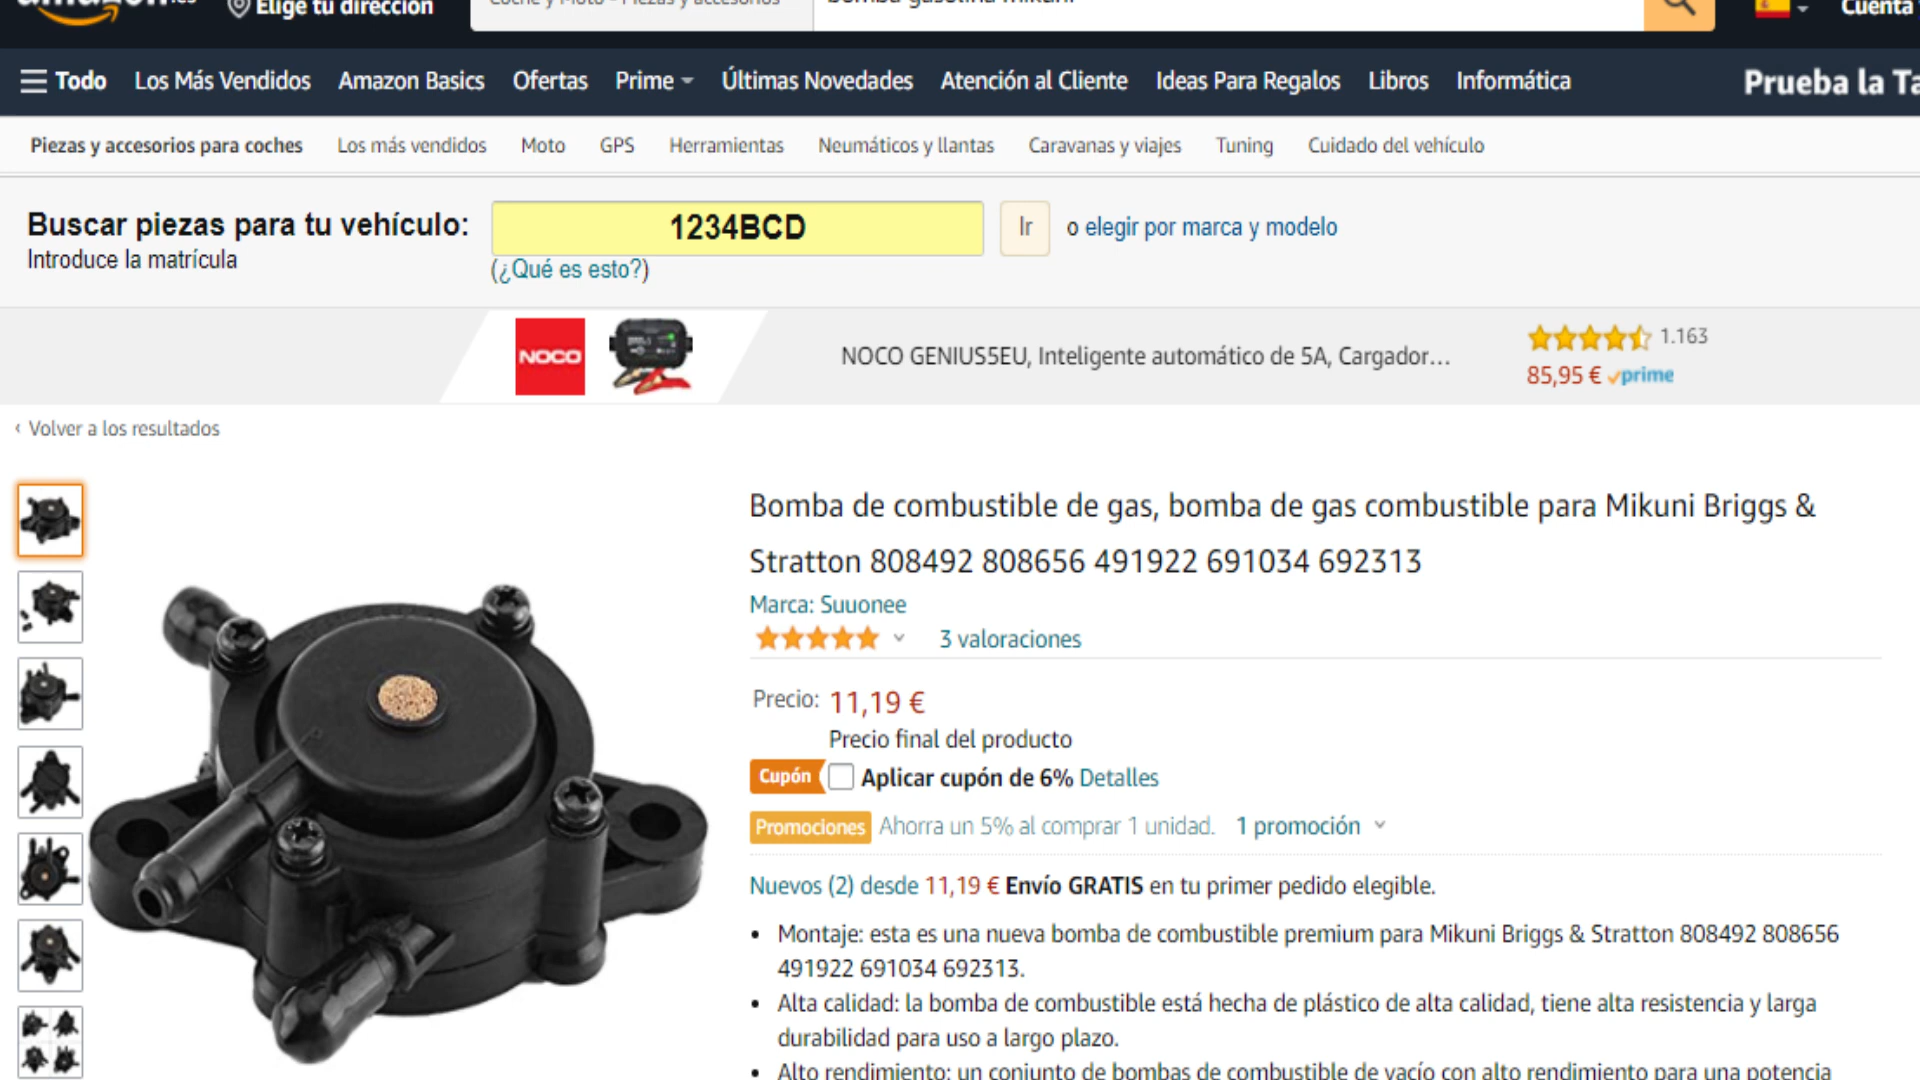 Elige tu dirección
Todo Los Más Vendidos Amazon Basics Ofertas Prime Últimas Novedades Atención al Cliente Ideas Para Regalos Libros Informática Prueba la Ta
Piezas y accesorios para coches Los más vendidos Moto GPS Herramientas Neumáticos y llantas Caravanas y viajes Tuning Cuidado del vehículo
Buscar piezas para tu vehículo: 1234BCD Ir o elegir por marca y modelo
Introduce la matrícula
(¿Qué es esto?)
NOCO
NOCO GENIUS5EU, Inteligente automático de 5A, Cargador...
1.163
85,95 € prime
‹ Volver a los resultados
Bomba de combustible de gas, bomba de gas combustible para Mikuni Briggs &
Stratton 808492 808656 491922 691034 692313
Marca: Suuonee
3 valoraciones
Precio: 11,19 €
Precio final del producto
Cupón Aplicar cupón de 6% Detalles
Promociones Ahorra un 5% al comprar 1 unidad. 1 promoción
Nuevos (2) desde 11,19 € Envío GRATIS en tu primer pedido elegible.
• Montaje: esta es una nueva bomba de combustible premium para Mikuni Briggs & Stratton 808492 808656
491922 691034 692313.
• Alta calidad: la bomba de combustible está hecha de plástico de alta calidad, tiene alta resistencia y larga
durabilidad para uso a largo plazo.
• Alto rendimiento: un conjunto de bombas de combustible de vacío con alto rendimiento para una potencia